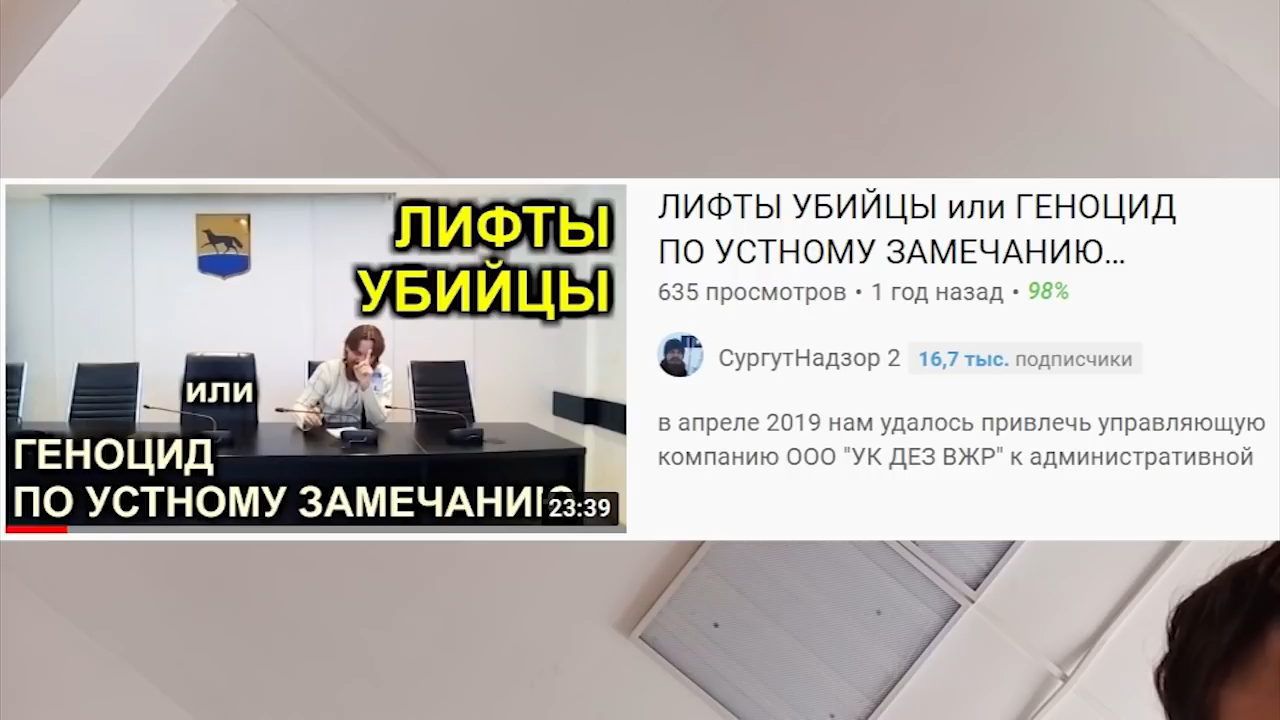 ЛИФТЫ
УБИЙЦЫ
или
ГЕНОЦИД
ПО УСТНОМУ ЗАМЕЧАНИЮ
23:39
ЛИФТЫ УБИЙЦЫ или ГЕНОЦИД
ПО УСТНОМУ ЗАМЕЧАНИЮ...
635 просмотров • 1 год назад • 98%
СургутНадзор 2 16,7 тыс. подписчики
в апреле 2019 нам удалось привлечь управляющую
компанию ООО "УК ДЕЗ ВЖР" к административной